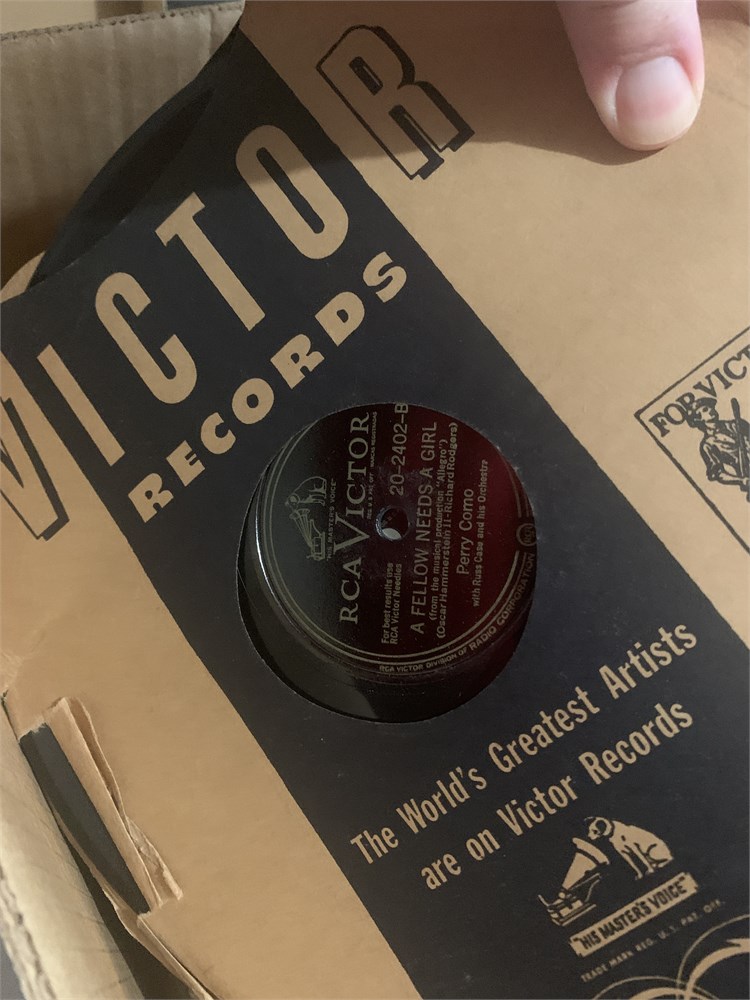 VICTOR
RECORDS
FOR VICT
"HIS MASTER'S VOICE"
RCA VICTOR
For best results use
RCA Victor Needles
20-2402-B
A FELLOW NEEDS A GIRL
(from the musical production "Allegro")
(Oscar Hammerstein II-Richard Rodgers)
Perry Como
with Russ Case and his Orchestra
RCA VICTOR DIVISION OF RADIO CORPORATION
The World's Greatest Artists
are on Victor Records
"HIS MASTER'S VOICE"
TRADE MARK REG. U.S. PAT. OFF.